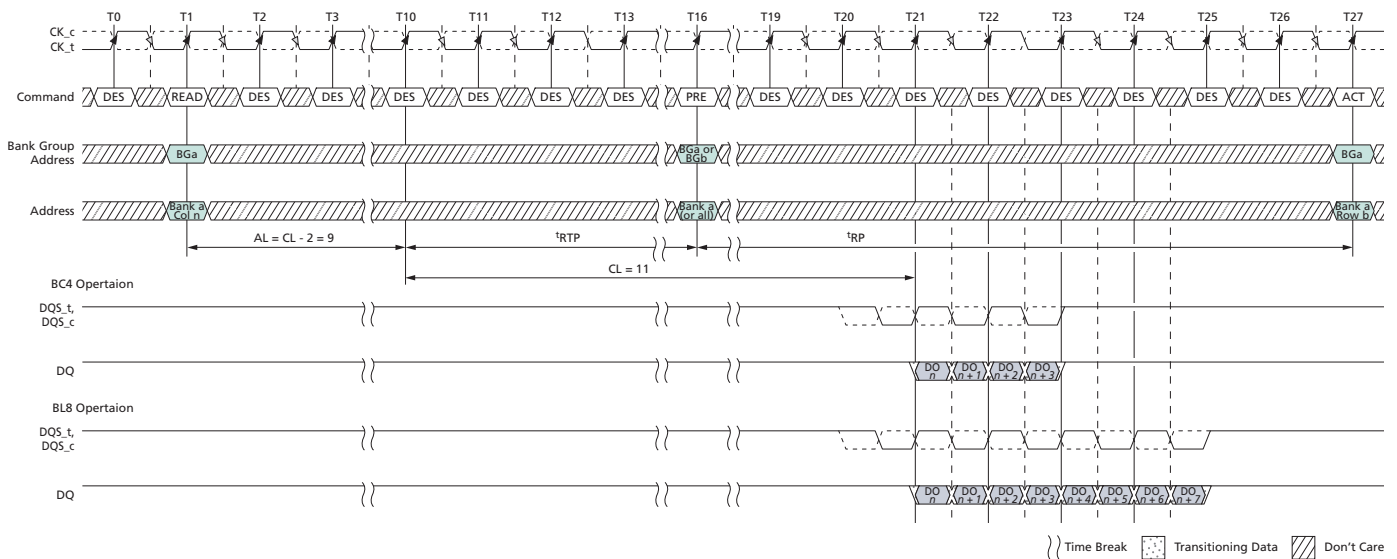 T0 T1 T2 T3 T10 T11 T12 T13 T16 T19 T20 T21 T22 T23 T24 T25 T26 T27
CK_c
CK_t
Command DES READ DES DES DES DES DES DES PRE DES DES DES DES DES DES DES DES ACT
Bank Group
Address
BGa
BGa or
BGb
BGa
Address
Bank a
Col n
Bank a
(or all)
Bank a
Row b
AL = CL - 2 = 9
tRTP
tRP
CL = 11
BC4 Opertaion
DQS_t,
DQS_c
DQ
DO
n
DO
n + 1
DO
n + 2
DO
n + 3
BL8 Opertaion
DQS_t,
DQS_c
DQ
DO
n
DO
n + 1
DO
n + 2
DO
n + 3
DO
n + 4
DO
n + 5
DO
n + 6
DO
n + 7
Time Break Transitioning Data Don't Care